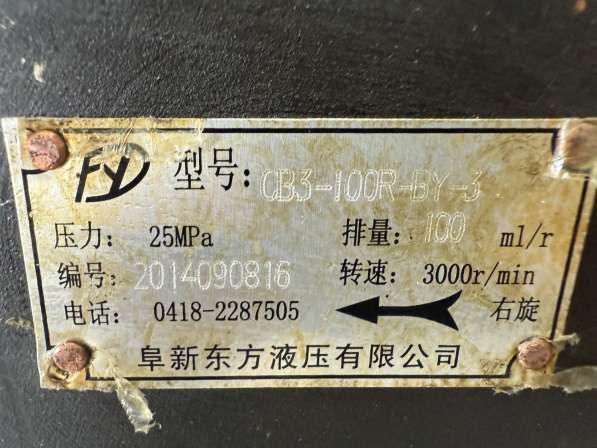 FY 型号: CB3-100R-BY-3
压力: 25MPa 排量: 100 ml/r
编号: 2014090816 转速: 3000r/min
电话: 0418-2287505 右旋
阜新东方液压有限公司